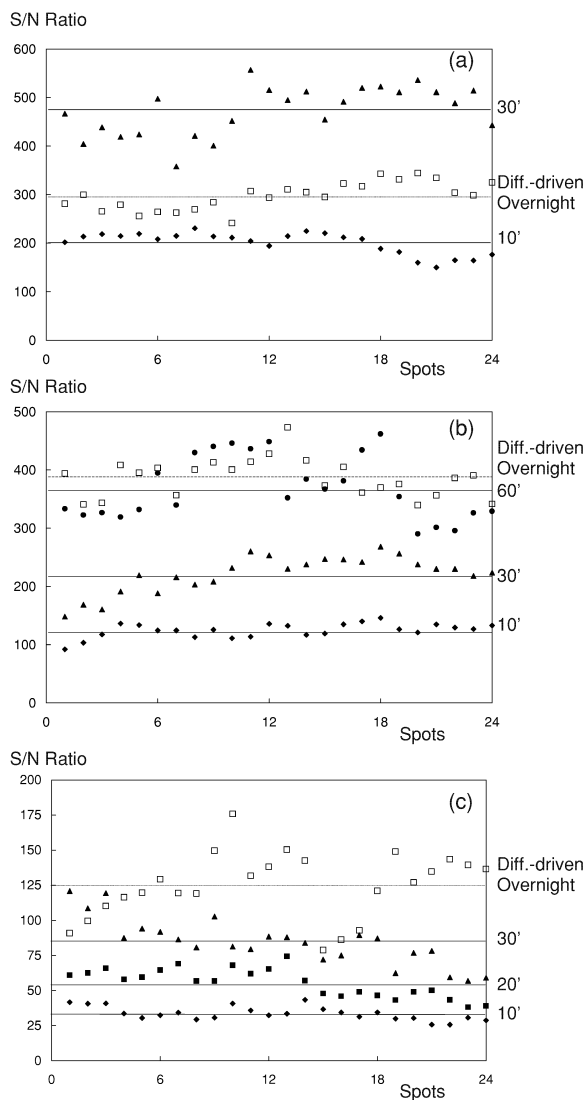 S/N Ratio
(a)
600
500
400
300
200
100
0
30’
Diff.-driven
Overnight
10’
0 6 12 18 24
Spots
S/N Ratio
(b)
500
400
300
200
100
0
Diff.-driven
Overnight
60’
30’
10’
0 6 12 18 24
Spots
S/N Ratio
(c)
200
175
150
125
100
75
50
25
0
Diff.-driven
Overnight
30’
20’
10’
0 6 12 18 24
Spots